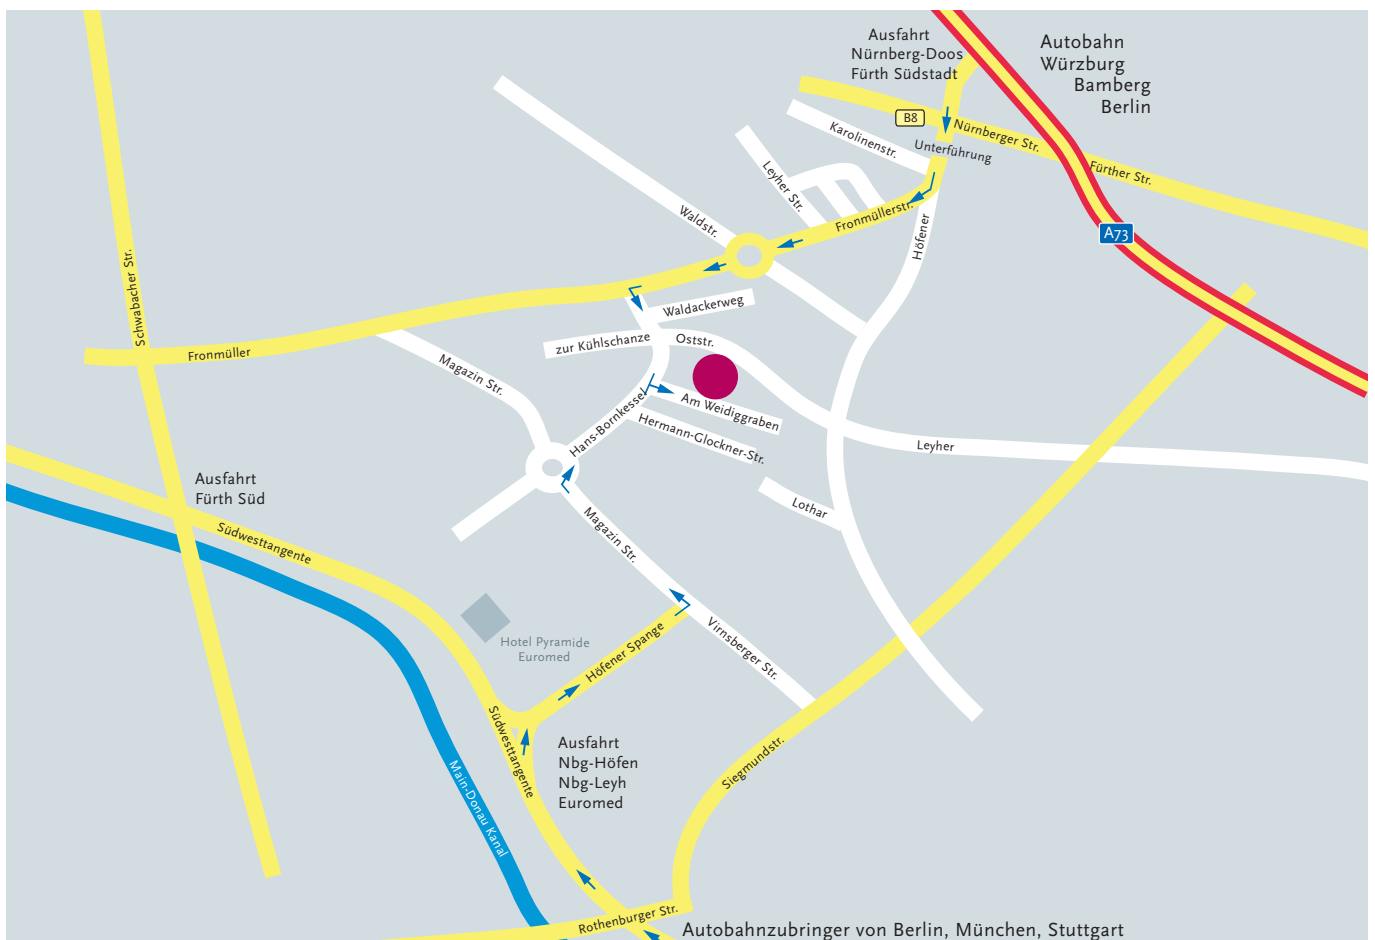 Ausfahrt
Nürnberg-Doos
Fürth Südstadt
Autobahn
Würzburg
Bamberg
Berlin
B8
Nürnberger Str.
Karolinenstr.
Unterführung
Fürther Str.
Leyher Str.
Waldstr.
Fronmüllerstr.
Höfener
A73
Schwabacher Str.
Waldackerweg
zur Kühlschanze
Oststr.
Fronmüller
Magazin Str.
Am Weidiggraben
Hans-Bornkessel
Hermann-Glockner-Str.
Leyher
Ausfahrt
Fürth Süd
Lothar
Südwesttangente
Magazin Str.
Hotel Pyramide
Euromed
Höfener Spange
Virnsberger Str.
Südwesttangente
Ausfahrt
Nbg-Höfen
Nbg-Leyh
Euromed
Siegmundstr.
Main-Donau Kanal
Rothenburger Str.
Autobahnzubringer von Berlin, München, Stuttgart